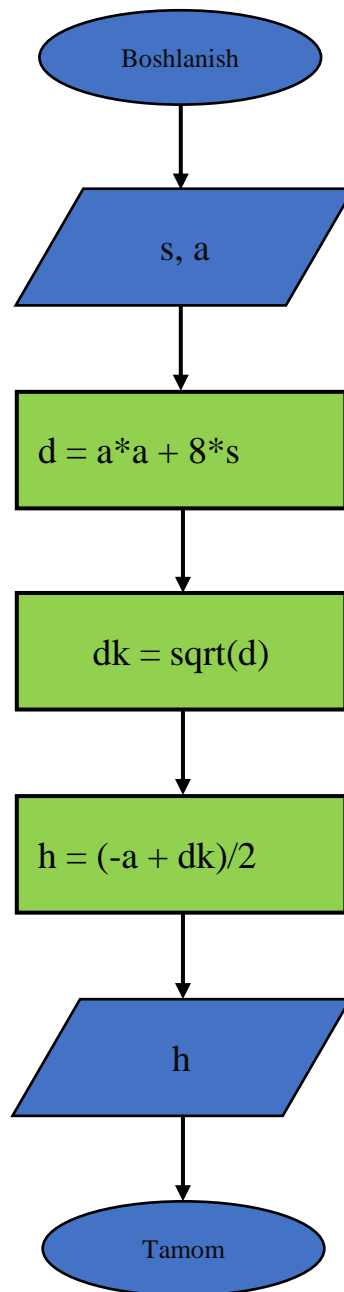 Boshlanish
s, a
d = a*a + 8*s
dk = sqrt(d)
h = (-a + dk)/2
h
Tamom